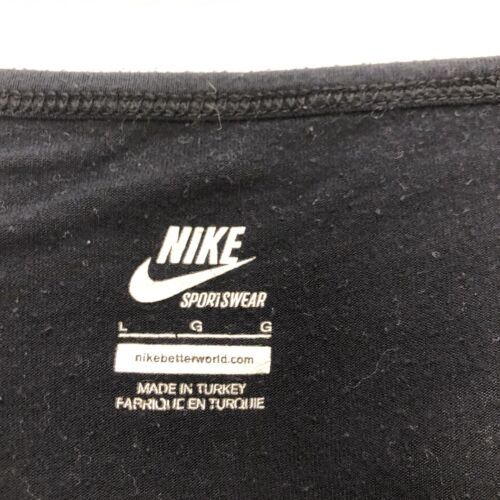 NIKE
SPORTSWEAR
L G G
nikebetterworld.com
MADE IN TURKEY
FABRIQUE EN TURQUIE